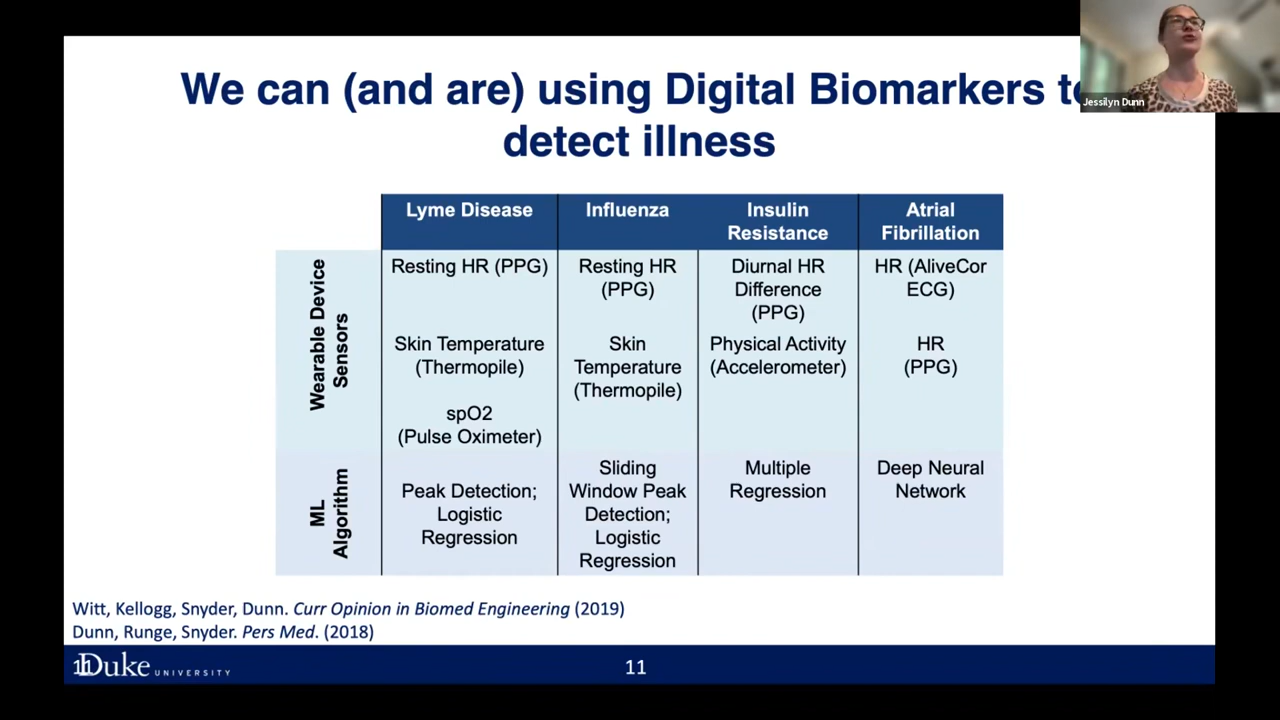 We can (and are) using Digital Biomarkers to
detect illness
Jessilyn Dunn
Lyme Disease
Influenza
Insulin
Resistance
Atrial
Fibrillation
Wearable Device
Sensors
Resting HR (PPG)
Skin Temperature
(Thermopile)
spO2
(Pulse Oximeter)
Resting HR
(PPG)
Skin
Temperature
(Thermopile)
Diurnal HR
Difference
(PPG)
Physical Activity
(Accelerometer)
HR (AliveCor
ECG)
HR
(PPG)
ML
Algorithm
Peak Detection;
Logistic
Regression
Sliding
Window Peak
Detection;
Logistic
Regression
Multiple
Regression
Deep Neural
Network
Witt, Kellogg, Snyder, Dunn. Curr Opinion in Biomed Engineering (2019)
Dunn, Runge, Snyder. Pers Med. (2018)
11
Duke UNIVERSITY
11